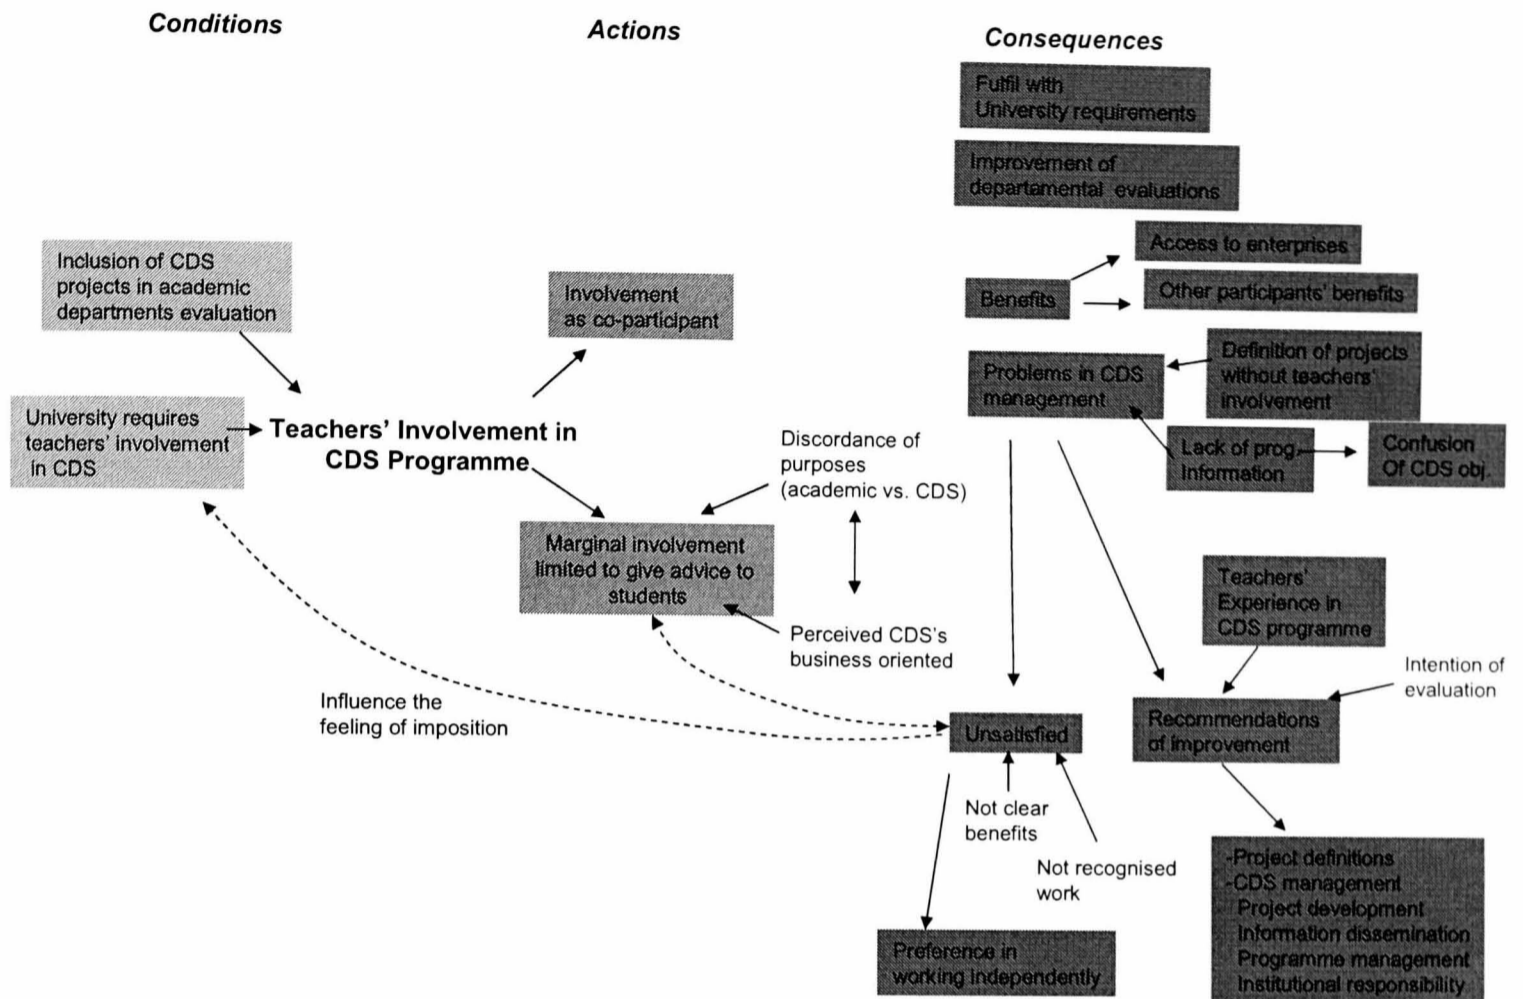 Conditions
Actions
Consequences
Fulfil with
University requirements
Improvement of
departamental evaluations
Access to enterprises
Benefits
Other participants' benefits
Inclusion of CDS
projects in academic
departments evaluation
Involvement
as co-participant
Definition of projects
without teachers'
involvement
Problems in CDS
management
University requires
teachers' involvement
in CDS
Teachers' Involvement in
CDS Programme
Discordance of
purposes
(academic vs. CDS)
Lack of prog.
Information
Confusion
Of CDS obj.
Marginal involvement
limited to give advice to
students
Perceived CDS's
business oriented
Teachers'
Experience in
CDS programme
Intention of
evaluation
Influence the
feeling of imposition
Unsatisfied
Recommendations
of improvement
Not clear
benefits
Not recognised
work
Preference in
working independently
-Project definitions
-CDS management
Project development
Information dissemination
Programme management
Institutional responsibility